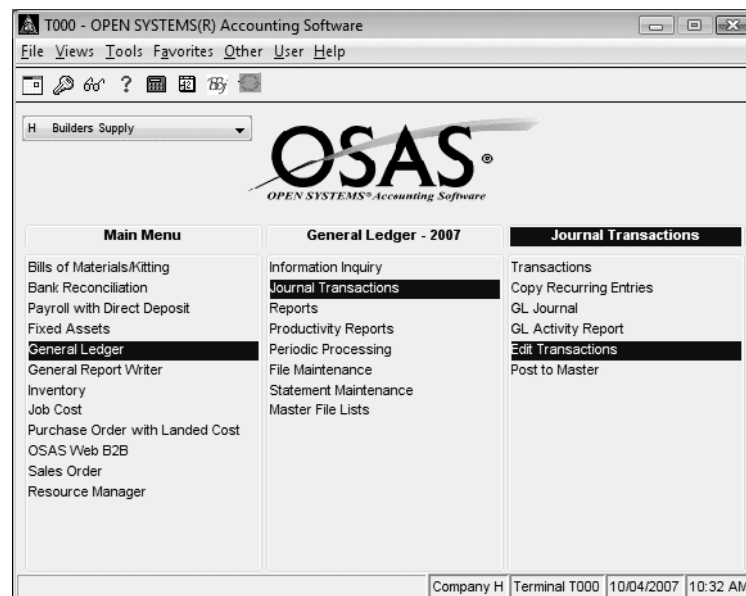 T000 - OPEN SYSTEMS(R) Accounting Software
File Views Tools Favorites Other User Help
H Builders Supply
OSAS®
OPEN SYSTEMS® Accounting Software
Main Menu
Bills of Materials/Kitting
Bank Reconciliation
Payroll with Direct Deposit
Fixed Assets
General Ledger
General Report Writer
Inventory
Job Cost
Purchase Order with Landed Cost
OSAS Web B2B
Sales Order
Resource Manager
General Ledger - 2007
Information Inquiry
Journal Transactions
Reports
Productivity Reports
Periodic Processing
File Maintenance
Statement Maintenance
Master File Lists
Journal Transactions
Transactions
Copy Recurring Entries
GL Journal
GL Activity Report
Edit Transactions
Post to Master
Company H Terminal T000 10/04/2007 10:32 AM